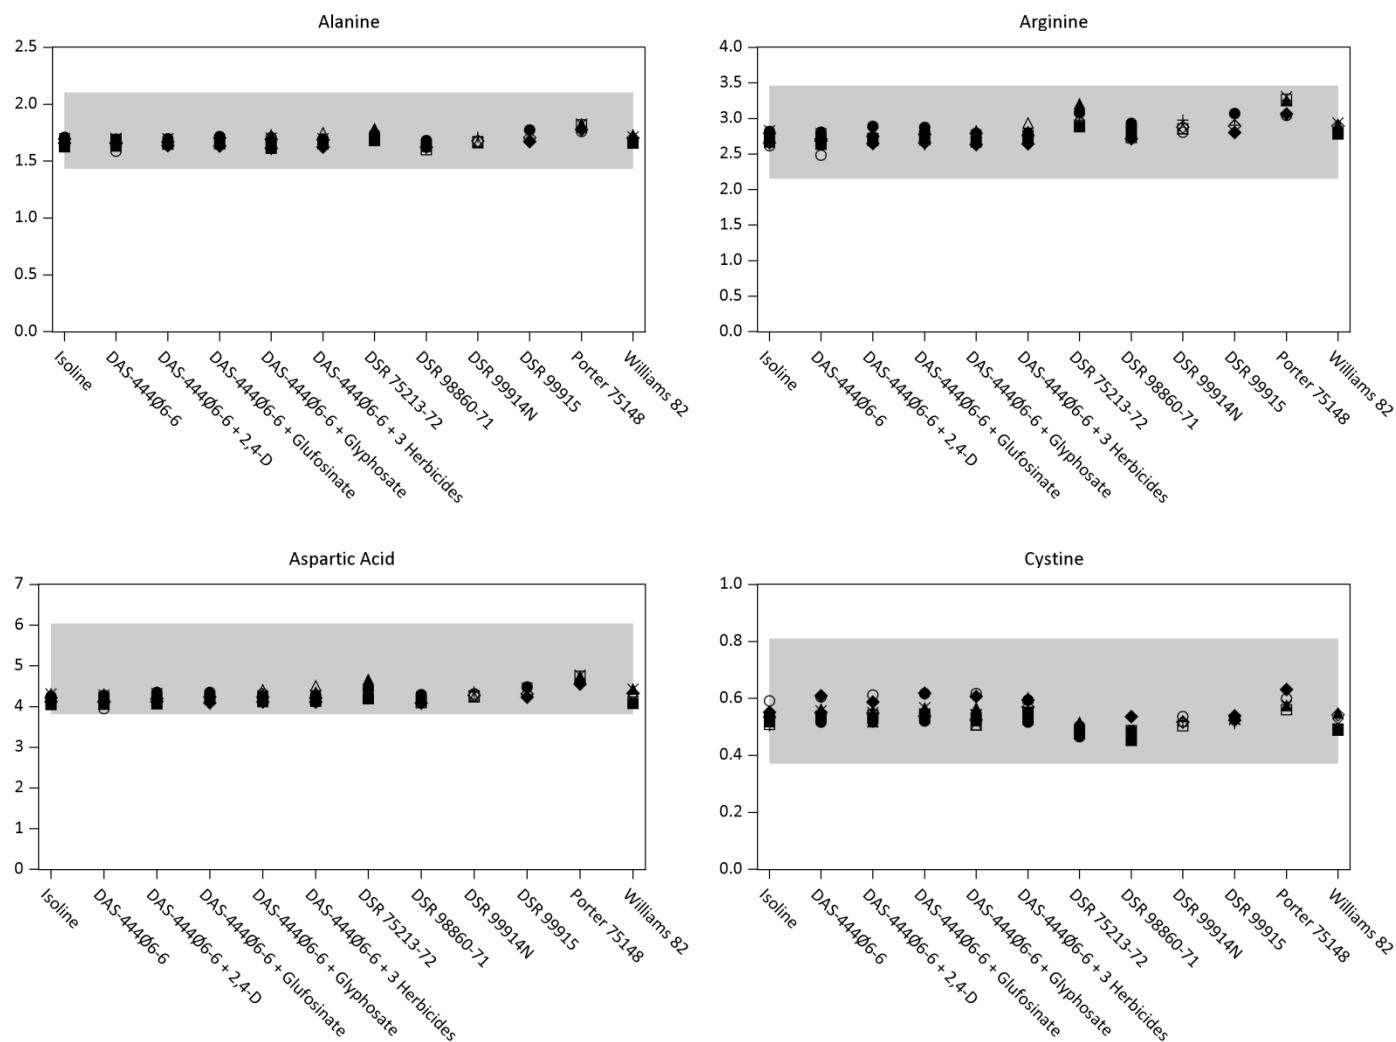 Alanine
2.5
2.0
1.5
1.0
0.5
0.0
Isoline
DAS-444Ø6-6
DAS-444Ø6-6 + 2,4-D
DAS-444Ø6-6 + Glufosinate
DAS-444Ø6-6 + Glyphosate
DAS-444Ø6-6 + 3 Herbicides
DSR 75213-72
DSR 98860-71
DSR 99914N
DSR 99915
Porter 75148
Williams 82
Arginine
4.0
3.5
3.0
2.5
2.0
1.5
1.0
0.5
0.0
Isoline
DAS-444Ø6-6
DAS-444Ø6-6 + 2,4-D
DAS-444Ø6-6 + Glufosinate
DAS-444Ø6-6 + Glyphosate
DAS-444Ø6-6 + 3 Herbicides
DSR 75213-72
DSR 98860-71
DSR 99914N
DSR 99915
Porter 75148
Williams 82
Aspartic Acid
7
6
5
4
3
2
1
0
Isoline
DAS-444Ø6-6
DAS-444Ø6-6 + 2,4-D
DAS-444Ø6-6 + Glufosinate
DAS-444Ø6-6 + Glyphosate
DAS-444Ø6-6 + 3 Herbicides
DSR 75213-72
DSR 98860-71
DSR 99914N
DSR 99915
Porter 75148
Williams 82
Cystine
1.0
0.8
0.6
0.4
0.2
0.0
Isoline
DAS-444Ø6-6
DAS-444Ø6-6 + 2,4-D
DAS-444Ø6-6 + Glufosinate
DAS-444Ø6-6 + Glyphosate
DAS-444Ø6-6 + 3 Herbicides
DSR 75213-72
DSR 98860-71
DSR 99914N
DSR 99915
Porter 75148
Williams 82